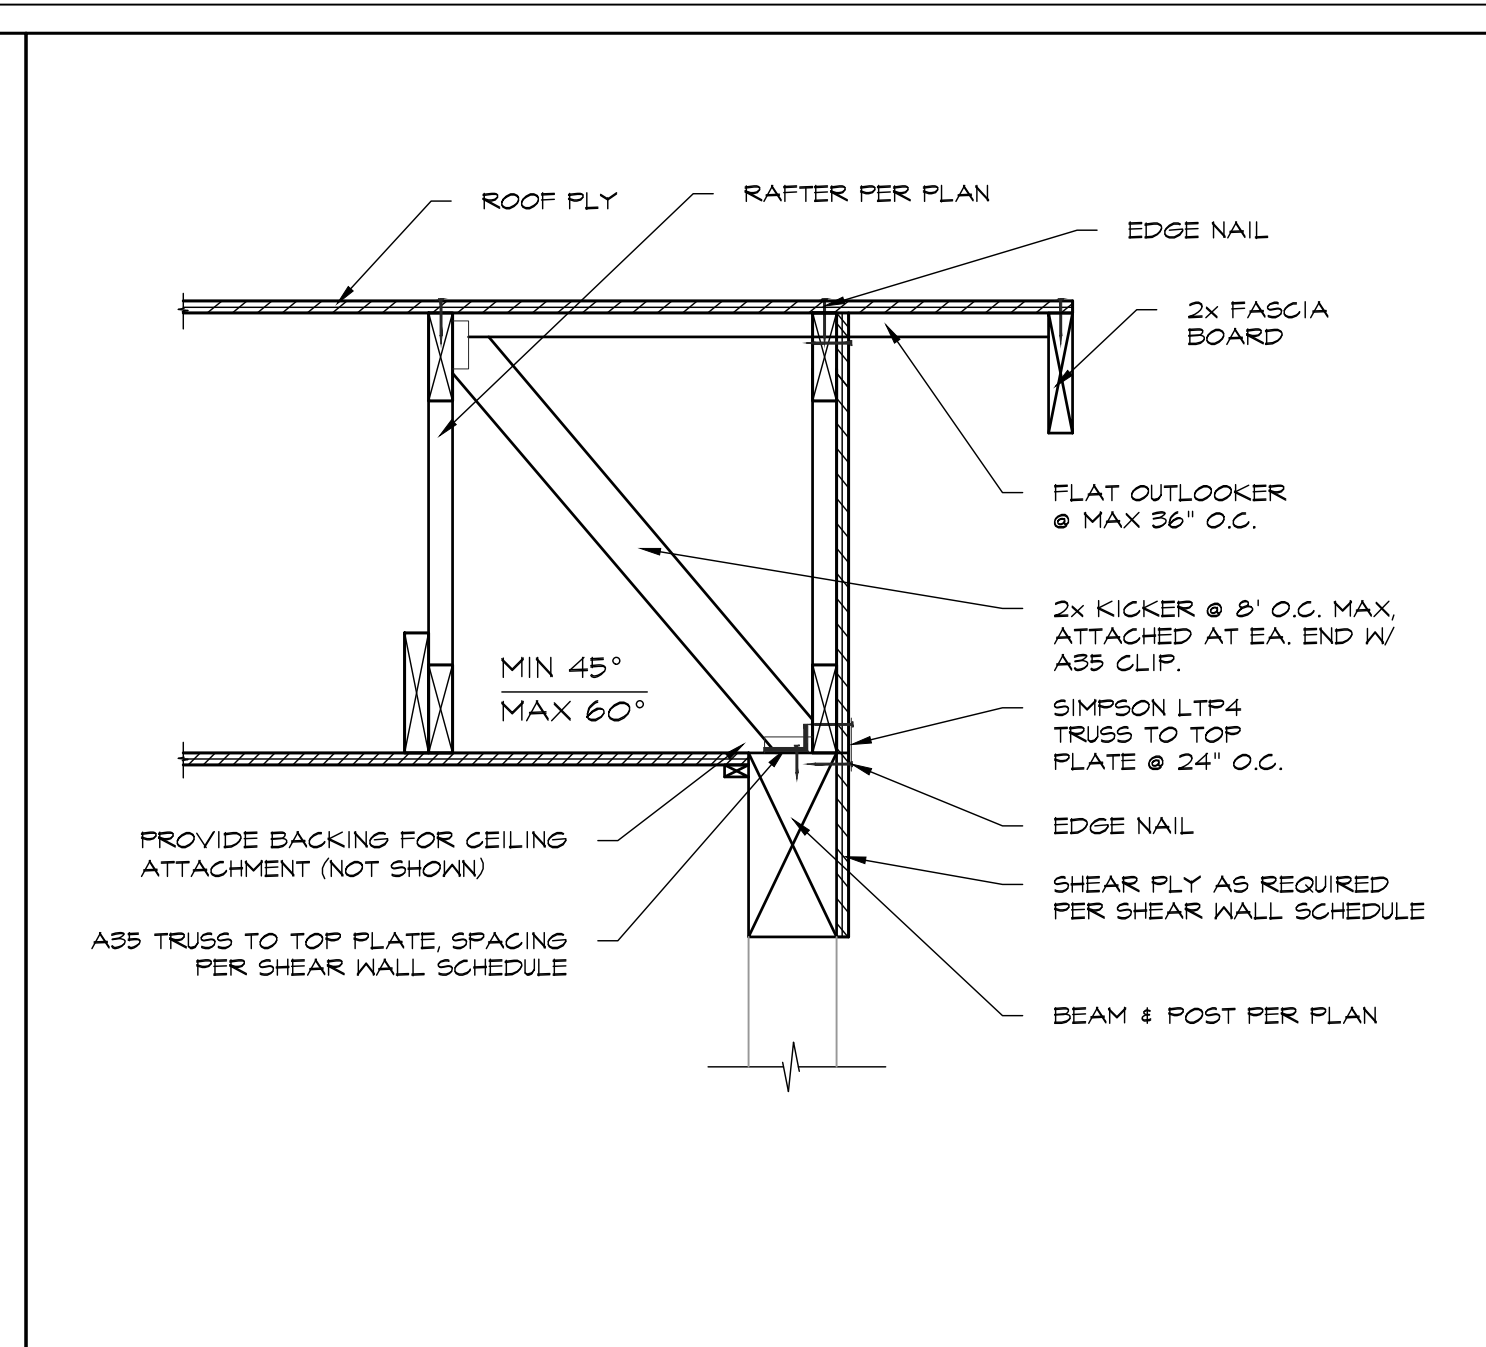 ROOF PLY
RAFTER PER PLAN
EDGE NAIL
2x FASCIA
BOARD
FLAT OUTLOOKER
@ MAX 36" O.C.
2x KICKER @ 8' O.C. MAX,
ATTACHED AT EA. END W/
A35 CLIP.
MIN 45°
MAX 60°
SIMPSON LTP4
TRUSS TO TOP
PLATE @ 24" O.C.
EDGE NAIL
PROVIDE BACKING FOR CEILING
ATTACHMENT (NOT SHOWN)
SHEAR PLY AS REQUIRED
PER SHEAR WALL SCHEDULE
A35 TRUSS TO TOP PLATE, SPACING
PER SHEAR WALL SCHEDULE
BEAM & POST PER PLAN